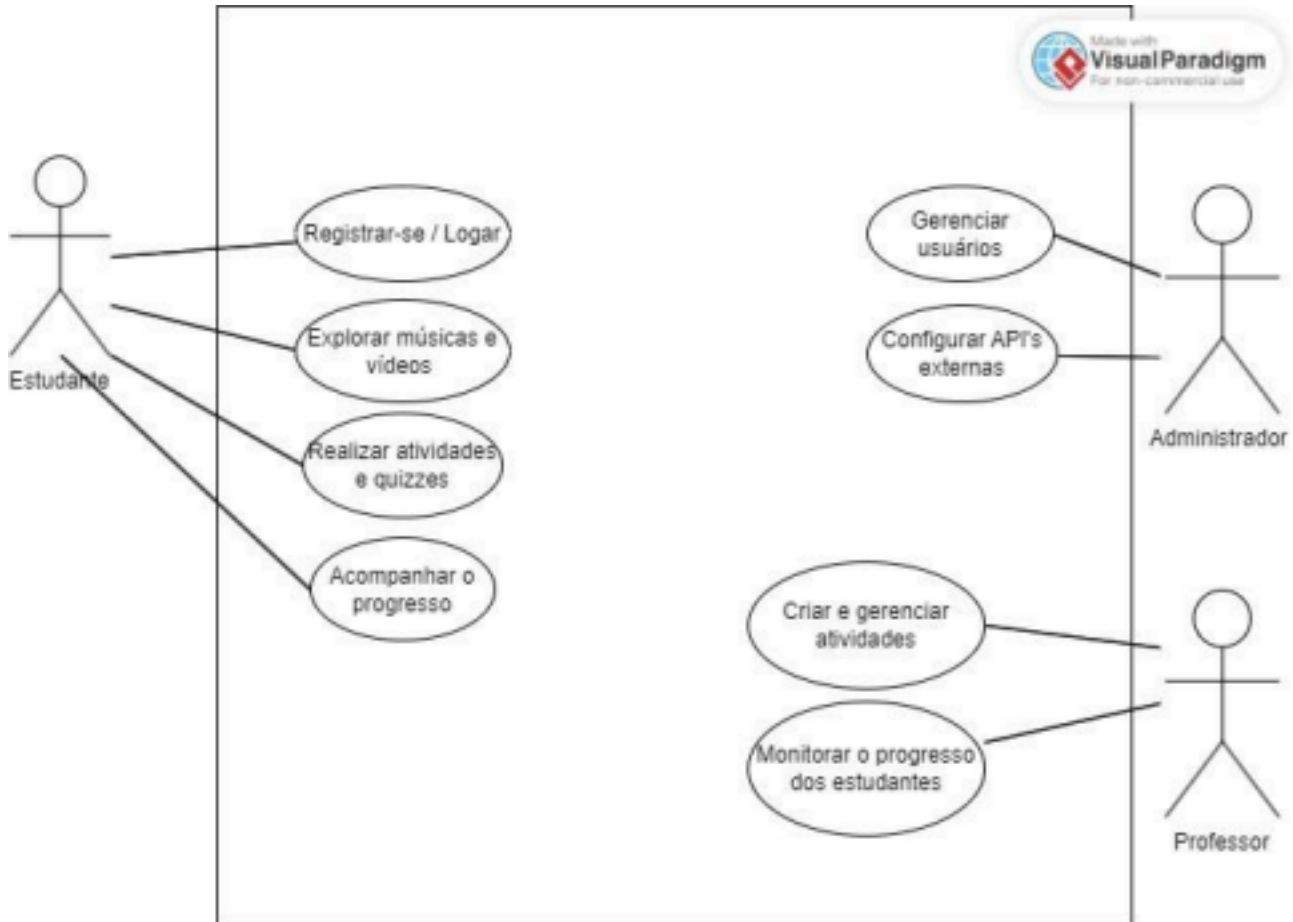 Made with
Visual Paradigm
For non-commercial use
Registrar-se / Logar
Explorar músicas e
vídeos
Estudante
Realizar atividades
e quizzes
Acompanhar o
progresso
Gerenciar
usuários
Configurar API's
externas
Administrador
Criar e gerenciar
atividades
Monitorar o progresso
dos estudantes
Professor